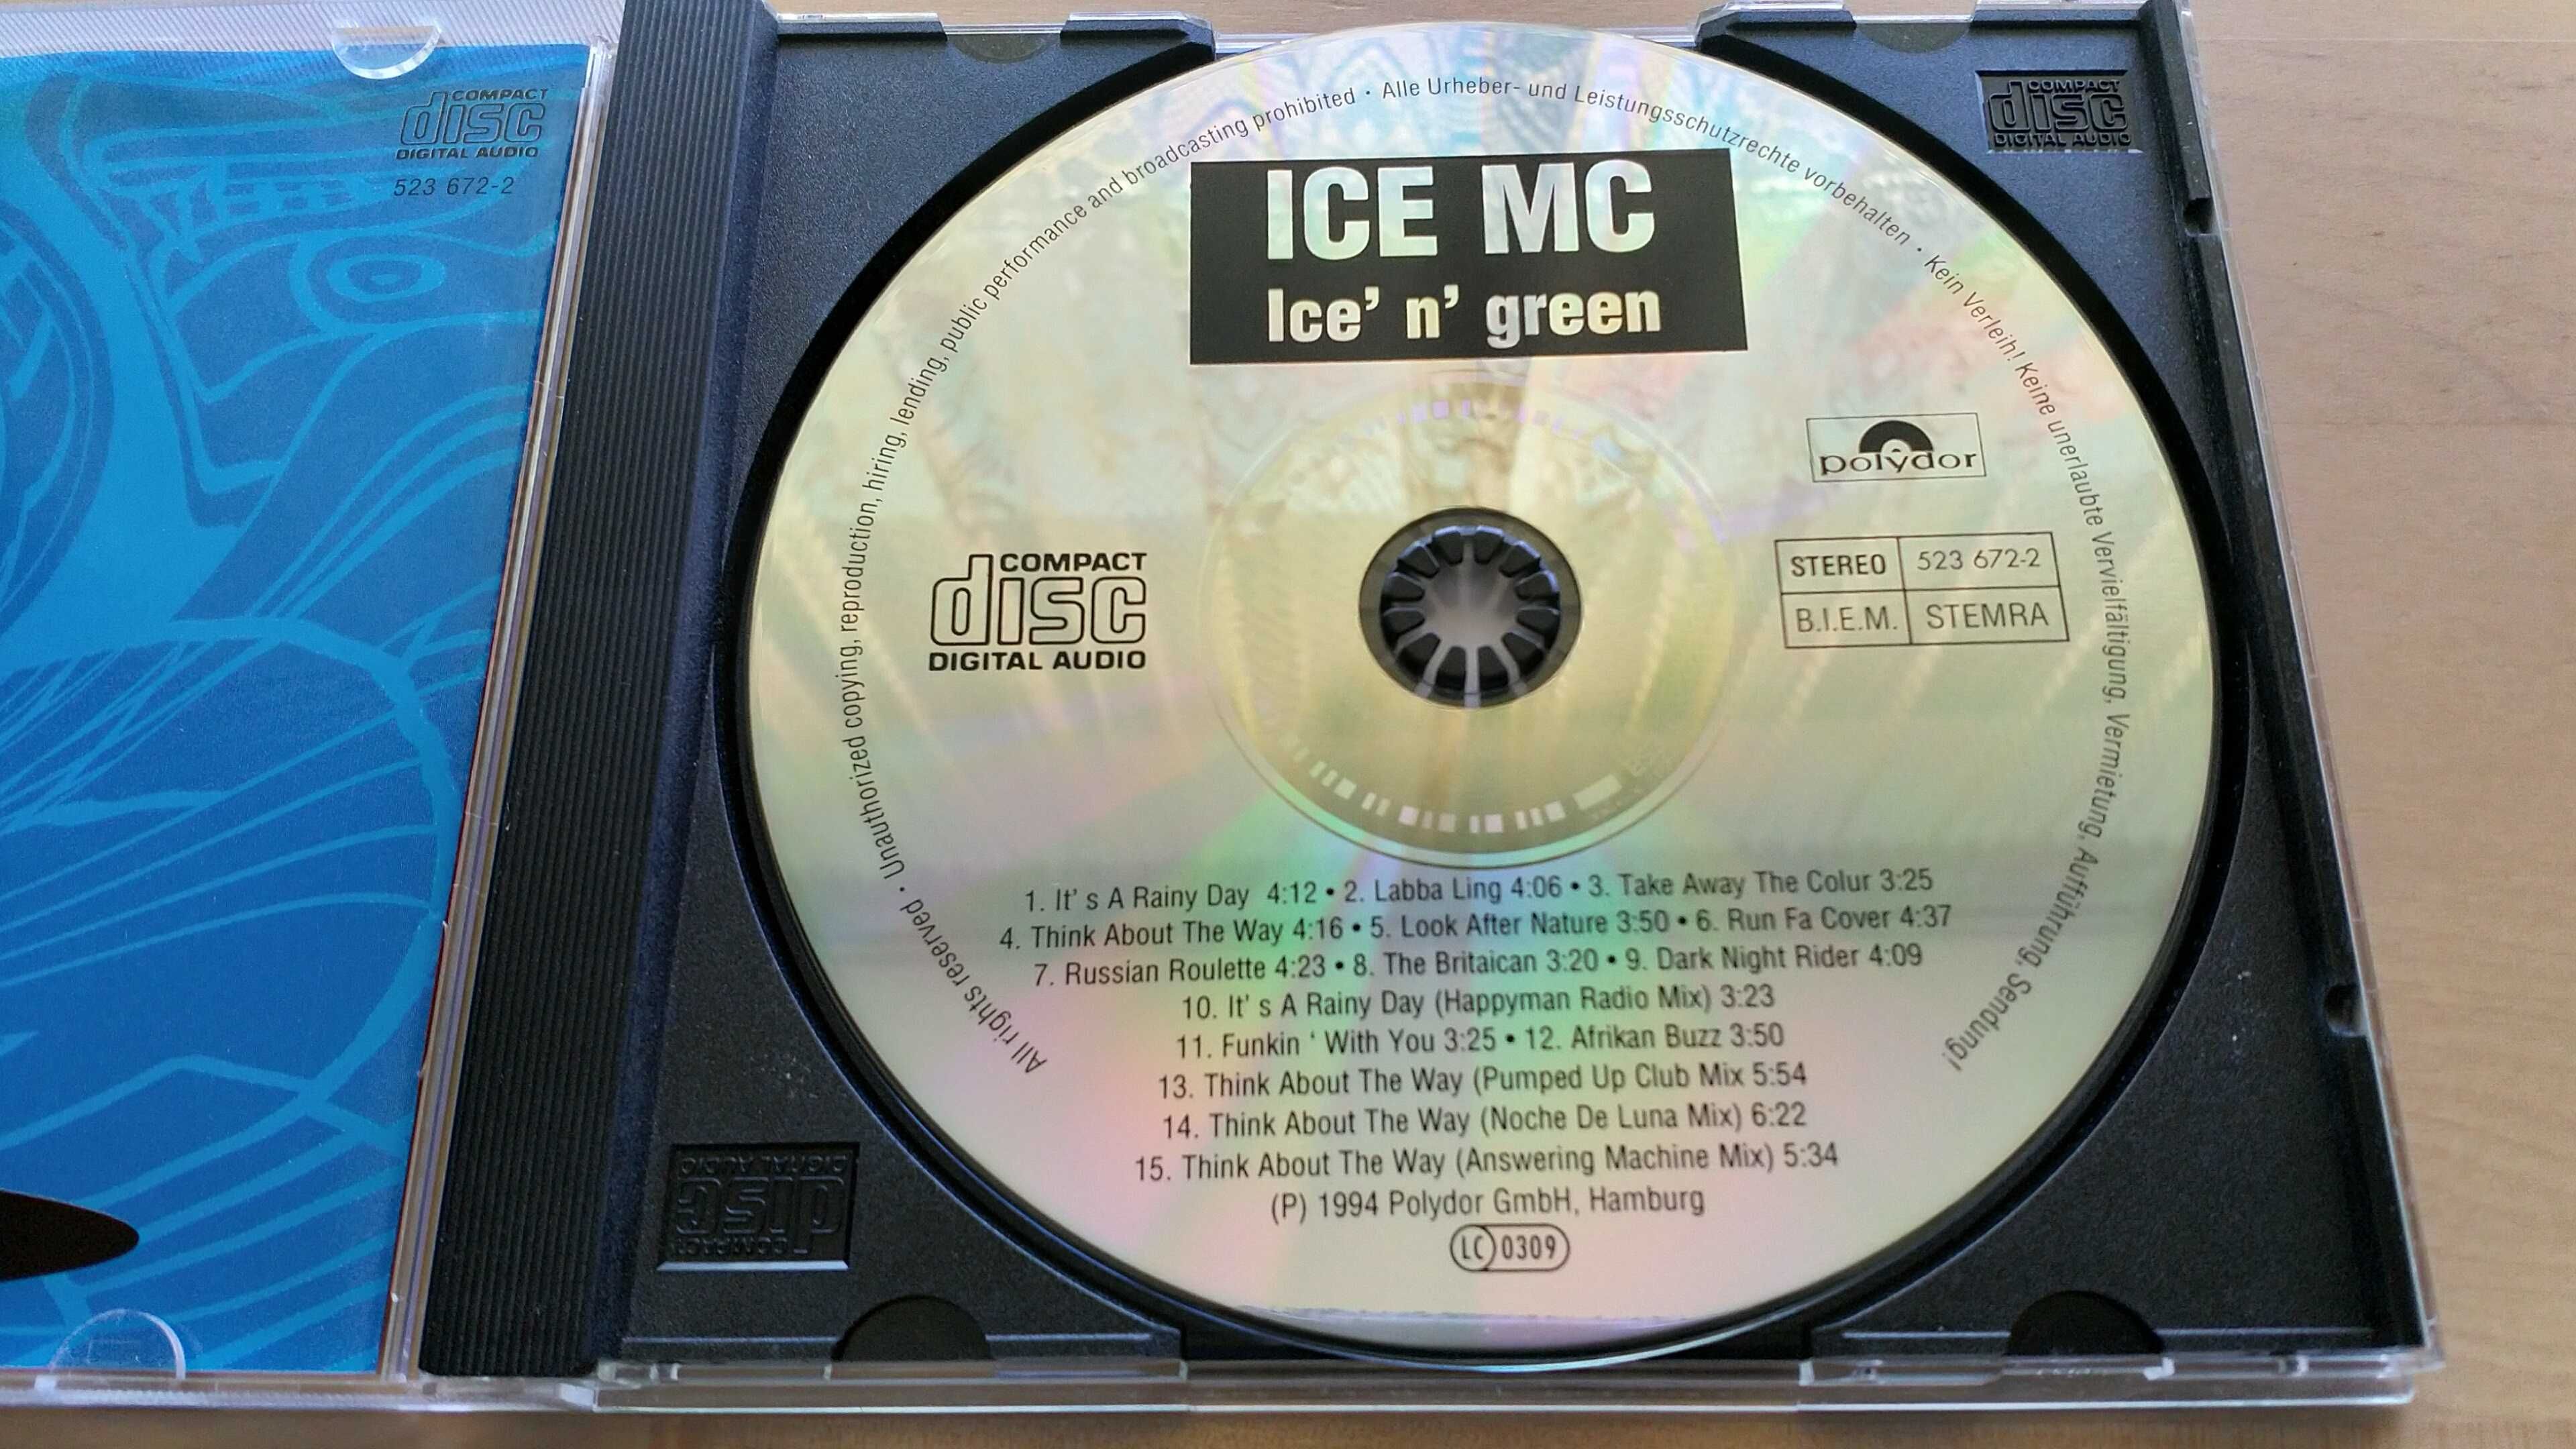 COMPACT
disc
DIGITAL AUDIO
523 672-2
COMPACT
disc
DIGITAL AUDIO
All rights reserved • Unauthorized copying, reproduction, hiring, lending, public performance and broadcasting prohibited • Alle Urheber- und Leistungsschutzrechte vorbehalten • Kein Verleih! Keine unerlaubte Vervielfältigung, Vermietung, Aufführung, Sendung!
ICE MC
Ice' n' green
polydor
COMPACT
disc
DIGITAL AUDIO
STEREO 523 672-2
B.I.E.M. STEMRA
1. It' s A Rainy Day 4:12 • 2. Labba Ling 4:06 • 3. Take Away The Colur 3:25
4. Think About The Way 4:16 • 5. Look After Nature 3:50 • 6. Run Fa Cover 4:37
7. Russian Roulette 4:23 • 8. The Britaican 3:20 • 9. Dark Night Rider 4:09
10. It' s A Rainy Day (Happyman Radio Mix) 3:23
11. Funkin ' With You 3:25 • 12. Afrikan Buzz 3:50
13. Think About The Way (Pumped Up Club Mix 5:54
14. Think About The Way (Noche De Luna Mix) 6:22
15. Think About The Way (Answering Machine Mix) 5:34
(P) 1994 Polydor GmbH, Hamburg
LC 0309
COMPACT
disc
DIGITAL AUDIO